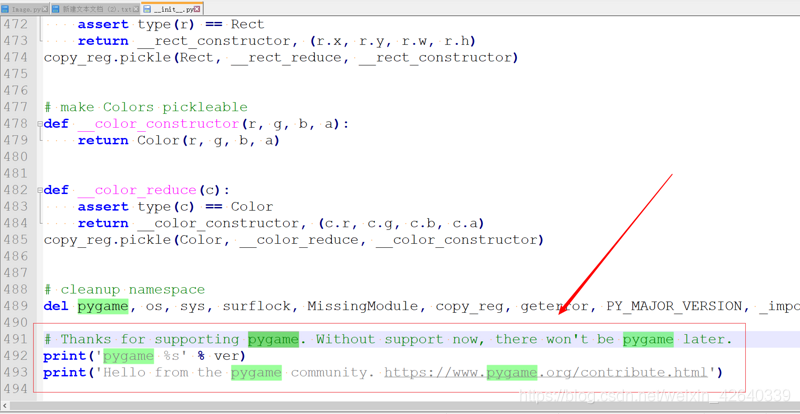 Image.py 新建文本文档 (2).txt __init__.py
472 assert type(r) == Rect
473 return __rect_constructor, (r.x, r.y, r.w, r.h)
474 copy_reg.pickle(Rect, __rect_reduce, __rect_constructor)
475
476
477 # make Colors pickleable
478 def __color_constructor(r, g, b, a):
479 return Color(r, g, b, a)
480
481
482 def __color_reduce(c):
483 assert type(c) == Color
484 return __color_constructor, (c.r, c.g, c.b, c.a)
485 copy_reg.pickle(Color, __color_reduce, __color_constructor)
486
487
488 # cleanup namespace
489 del pygame, os, sys, surflock, MissingModule, copy_reg, geterror, PY_MAJOR_VERSION, _impo
490
491 # Thanks for supporting pygame. Without support now, there won't be pygame later.
492 print('pygame %s' % ver)
493 print('Hello from the pygame community. https://www.pygame.org/contribute.html')
494
https://blog.csdn.net/weixin_42640339